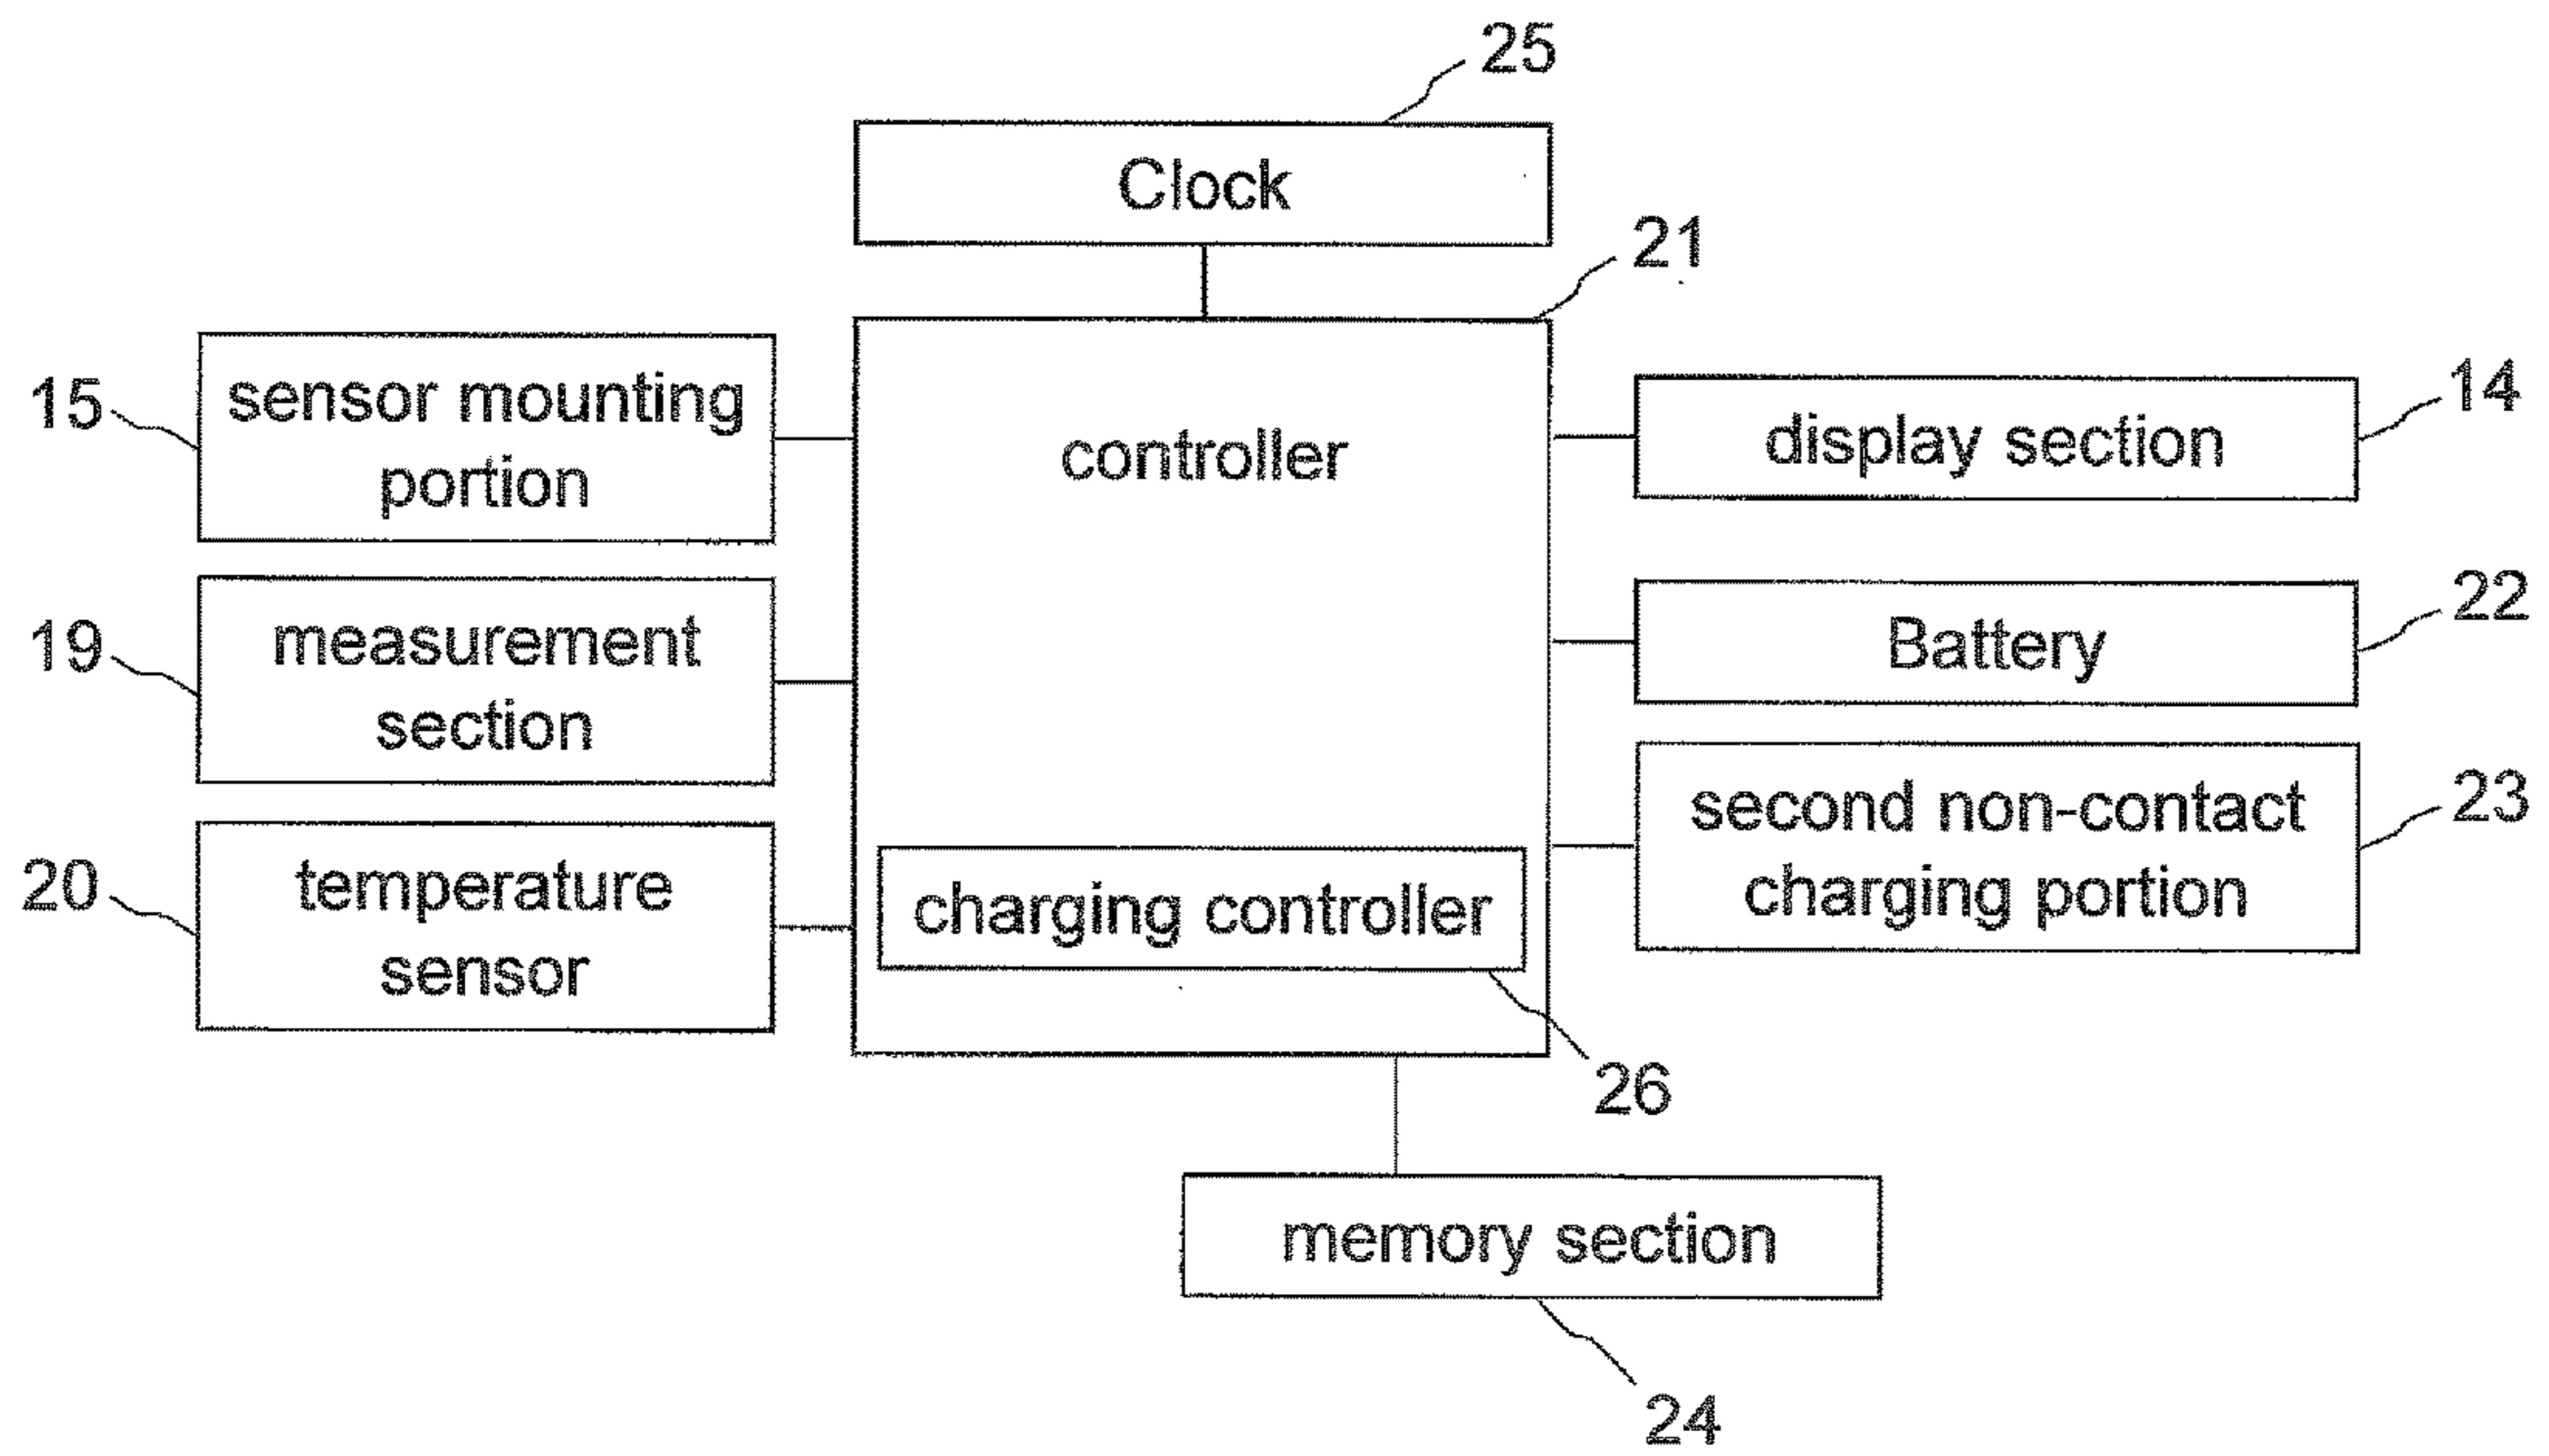 25
Clock
21
15
sensor mounting
portion
controller
display section
14
19
measurement
section
Battery
22
20
temperature
sensor
charging controller
second non-contact
charging portion
23
26
memory section
24